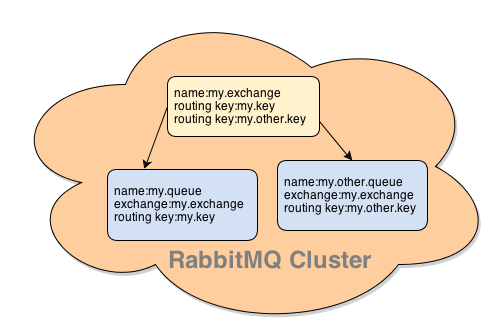 name:my.exchange
routing key:my.key
routing key:my.other.key
name:my.queue
exchange:my.exchange
routing key:my.key
name:my.other.queue
exchange:my.exchange
routing key:my.other.key
RabbitMQ Cluster